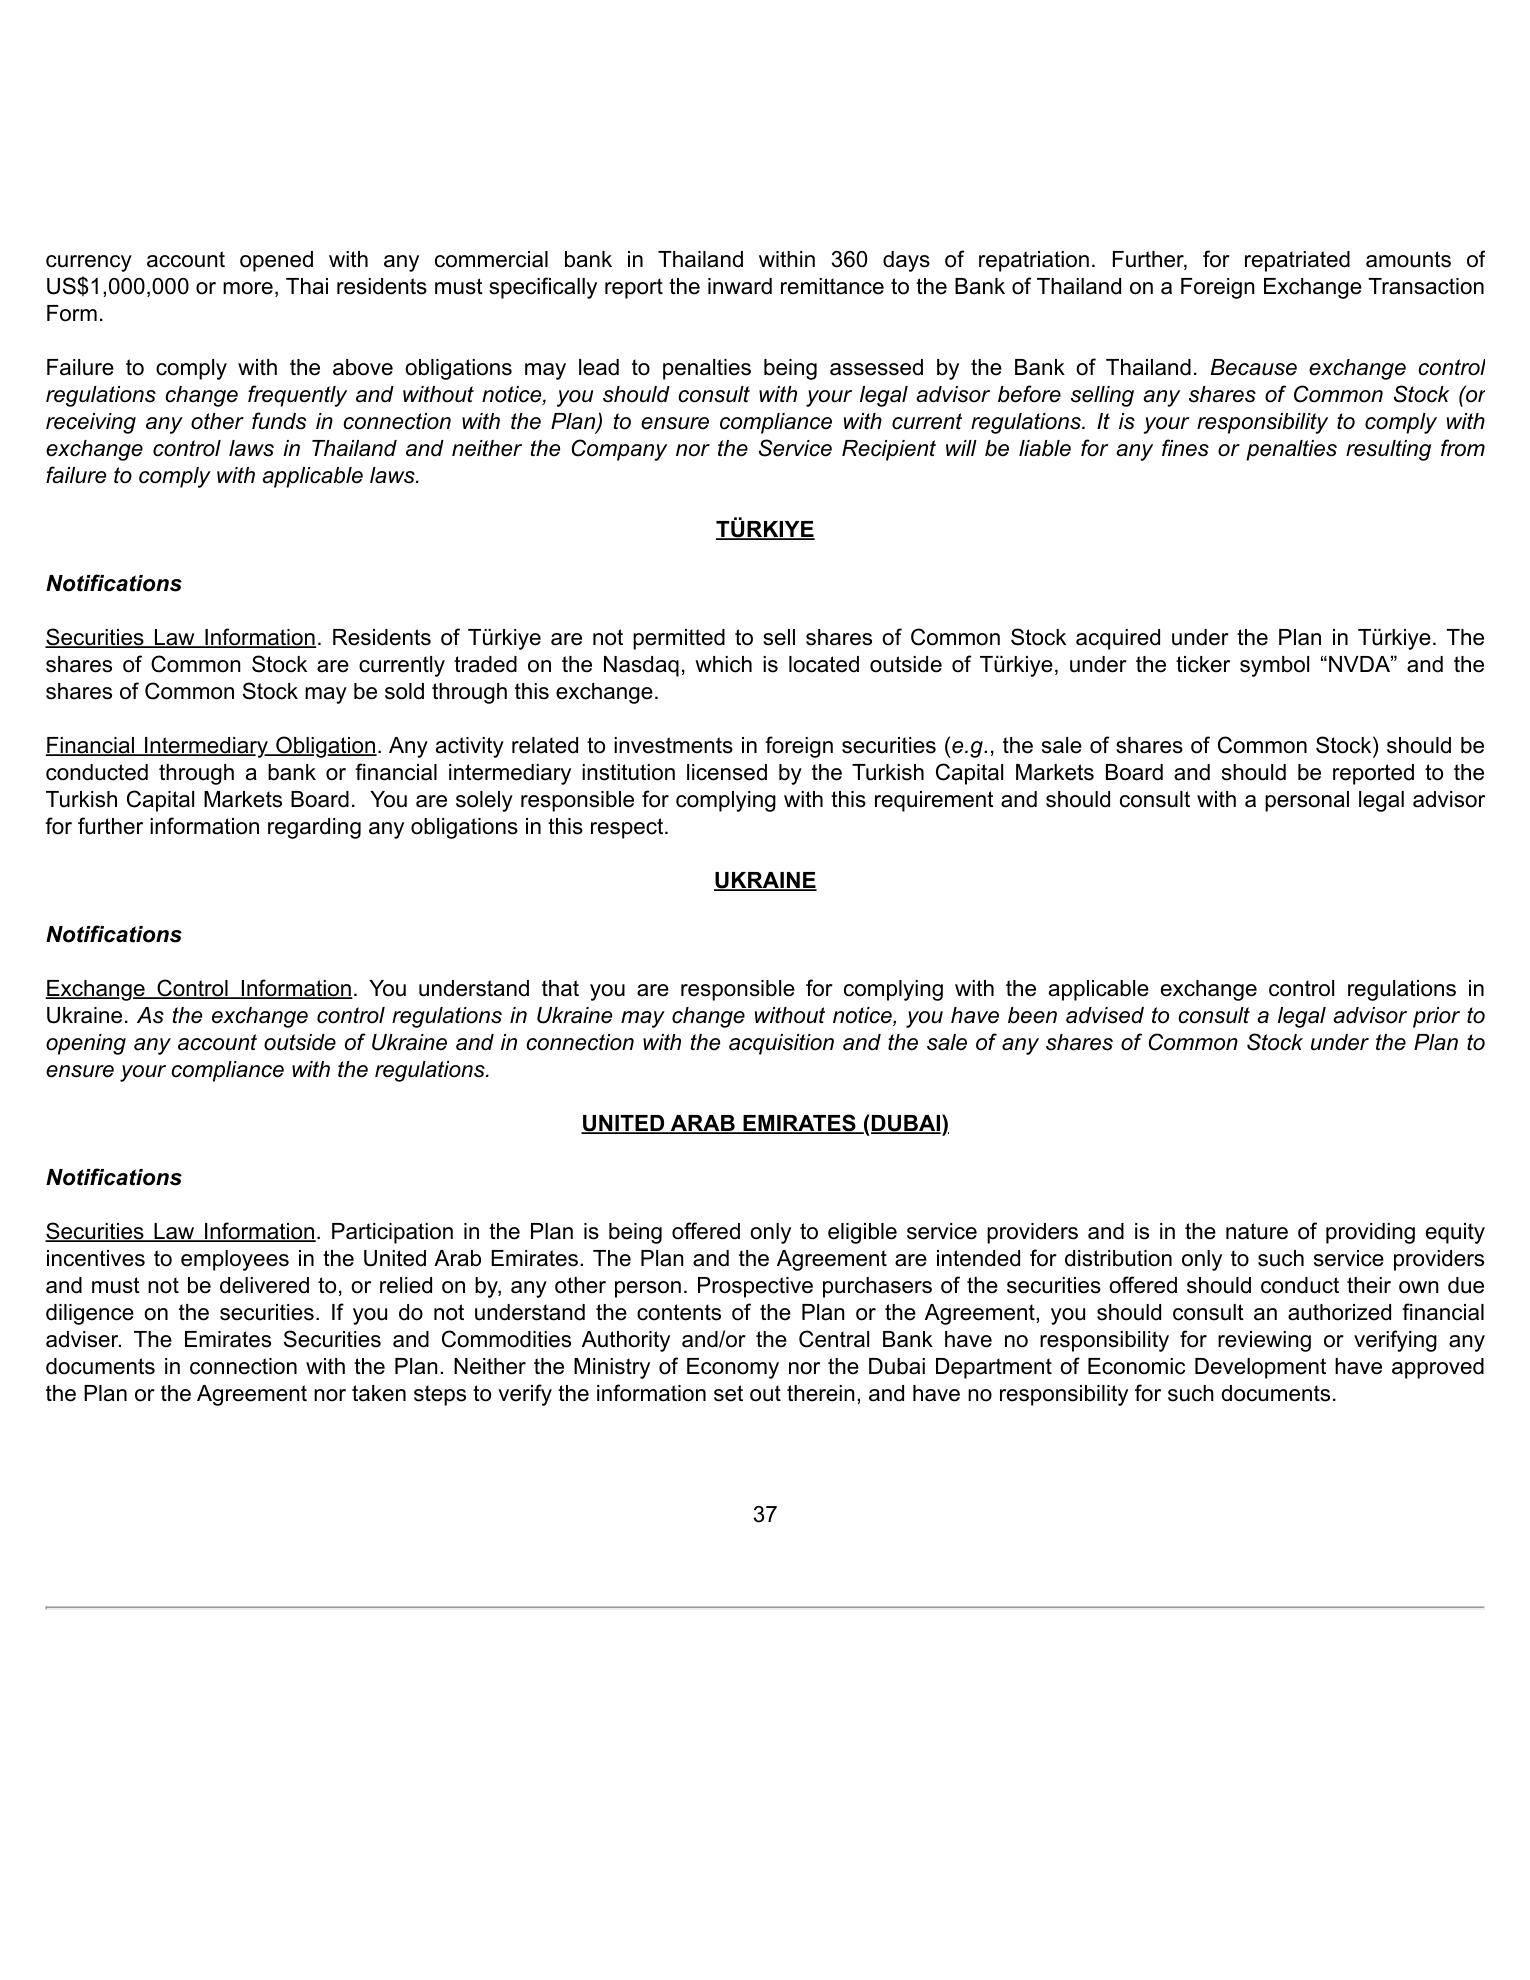 currency account opened with any commercial bank in Thailand within 360 days of repatriation. Further, for repatriated amounts of
US$1,000,000 or more, Thai residents must specifically report the inward remittance to the Bank of Thailand on a Foreign Exchange Transaction
Form.
Failure to comply with the above obligations may lead to penalties being assessed by the Bank of Thailand. Because exchange control
regulations change frequently and without notice, you should consult with your legal advisor before selling any shares of Common Stock (or
receiving any other funds in connection with the Plan) to ensure compliance with current regulations. It is your responsibility to comply with
exchange control laws in Thailand and neither the Company nor the Service Recipient will be liable for any fines or penalties resulting from
failure to comply with applicable laws.
TÜRKIYE
Notifications
Securities Law Information. Residents of Türkiye are not permitted to sell shares of Common Stock acquired under the Plan in Türkiye. The
shares of Common Stock are currently traded on the Nasdaq, which is located outside of Türkiye, under the ticker symbol “NVDA” and the
shares of Common Stock may be sold through this exchange.
Financial Intermediary Obligation. Any activity related to investments in foreign securities (e.g., the sale of shares of Common Stock) should be
conducted through a bank or financial intermediary institution licensed by the Turkish Capital Markets Board and should be reported to the
Turkish Capital Markets Board.  You are solely responsible for complying with this requirement and should consult with a personal legal advisor
for further information regarding any obligations in this respect.
UKRAINE
Notifications
Exchange Control Information. You understand that you are responsible for complying with the applicable exchange control regulations in
Ukraine. As the exchange control regulations in Ukraine may change without notice, you have been advised to consult a legal advisor prior to
opening any account outside of Ukraine and in connection with the acquisition and the sale of any shares of Common Stock under the Plan to
ensure your compliance with the regulations.
UNITED ARAB EMIRATES (DUBAI)
Notifications
Securities Law Information. Participation in the Plan is being offered only to eligible service providers and is in the nature of providing equity
incentives to employees in the United Arab Emirates. The Plan and the Agreement are intended for distribution only to such service providers
and must not be delivered to, or relied on by, any other person. Prospective purchasers of the securities offered should conduct their own due
diligence on the securities. If you do not understand the contents of the Plan or the Agreement, you should consult an authorized financial
adviser. The Emirates Securities and Commodities Authority and/or the Central Bank have no responsibility for reviewing or verifying any
documents in connection with the Plan. Neither the Ministry of Economy nor the Dubai Department of Economic Development have approved
the Plan or the Agreement nor taken steps to verify the information set out therein, and have no responsibility for such documents.
37